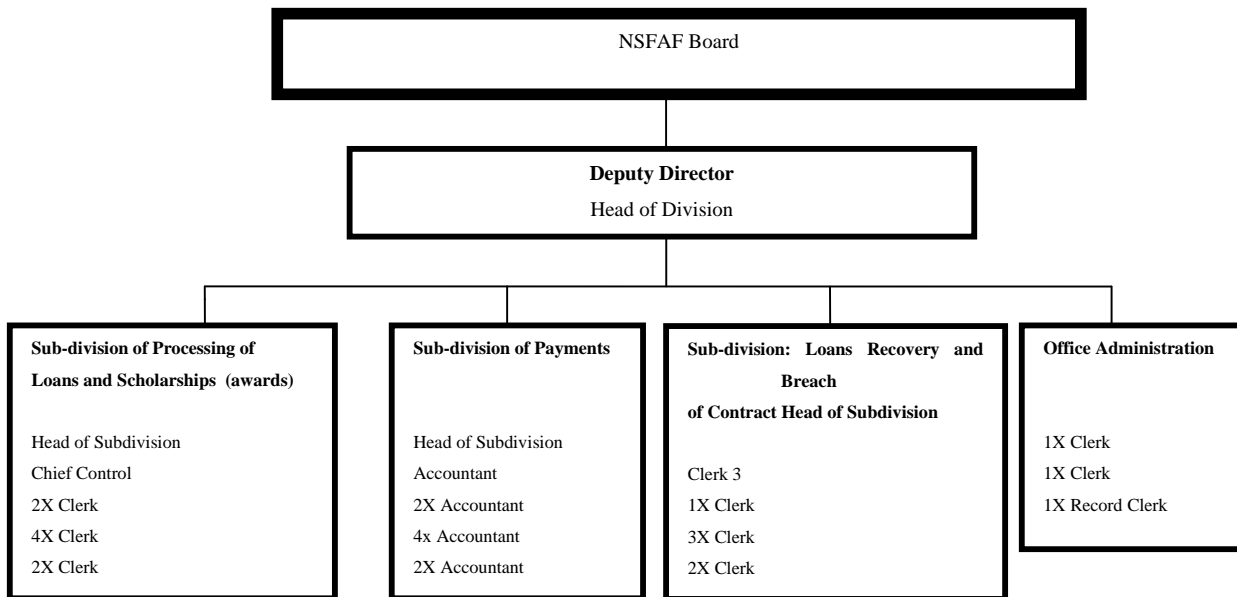 NSFAF Board
Deputy Director
Head of Division
Sub-division of Processing of
Loans and Scholarships (awards)
Head of Subdivision
Chief Control
2X Clerk
4X Clerk
2X Clerk
Sub-division of Payments
Head of Subdivision
Accountant
2X Accountant
4x Accountant
2X Accountant
Sub-division: Loans Recovery and
Breach
of Contract Head of Subdivision
Clerk 3
1X Clerk
3X Clerk
2X Clerk
Office Administration
1X Clerk
1X Clerk
1X Record Clerk